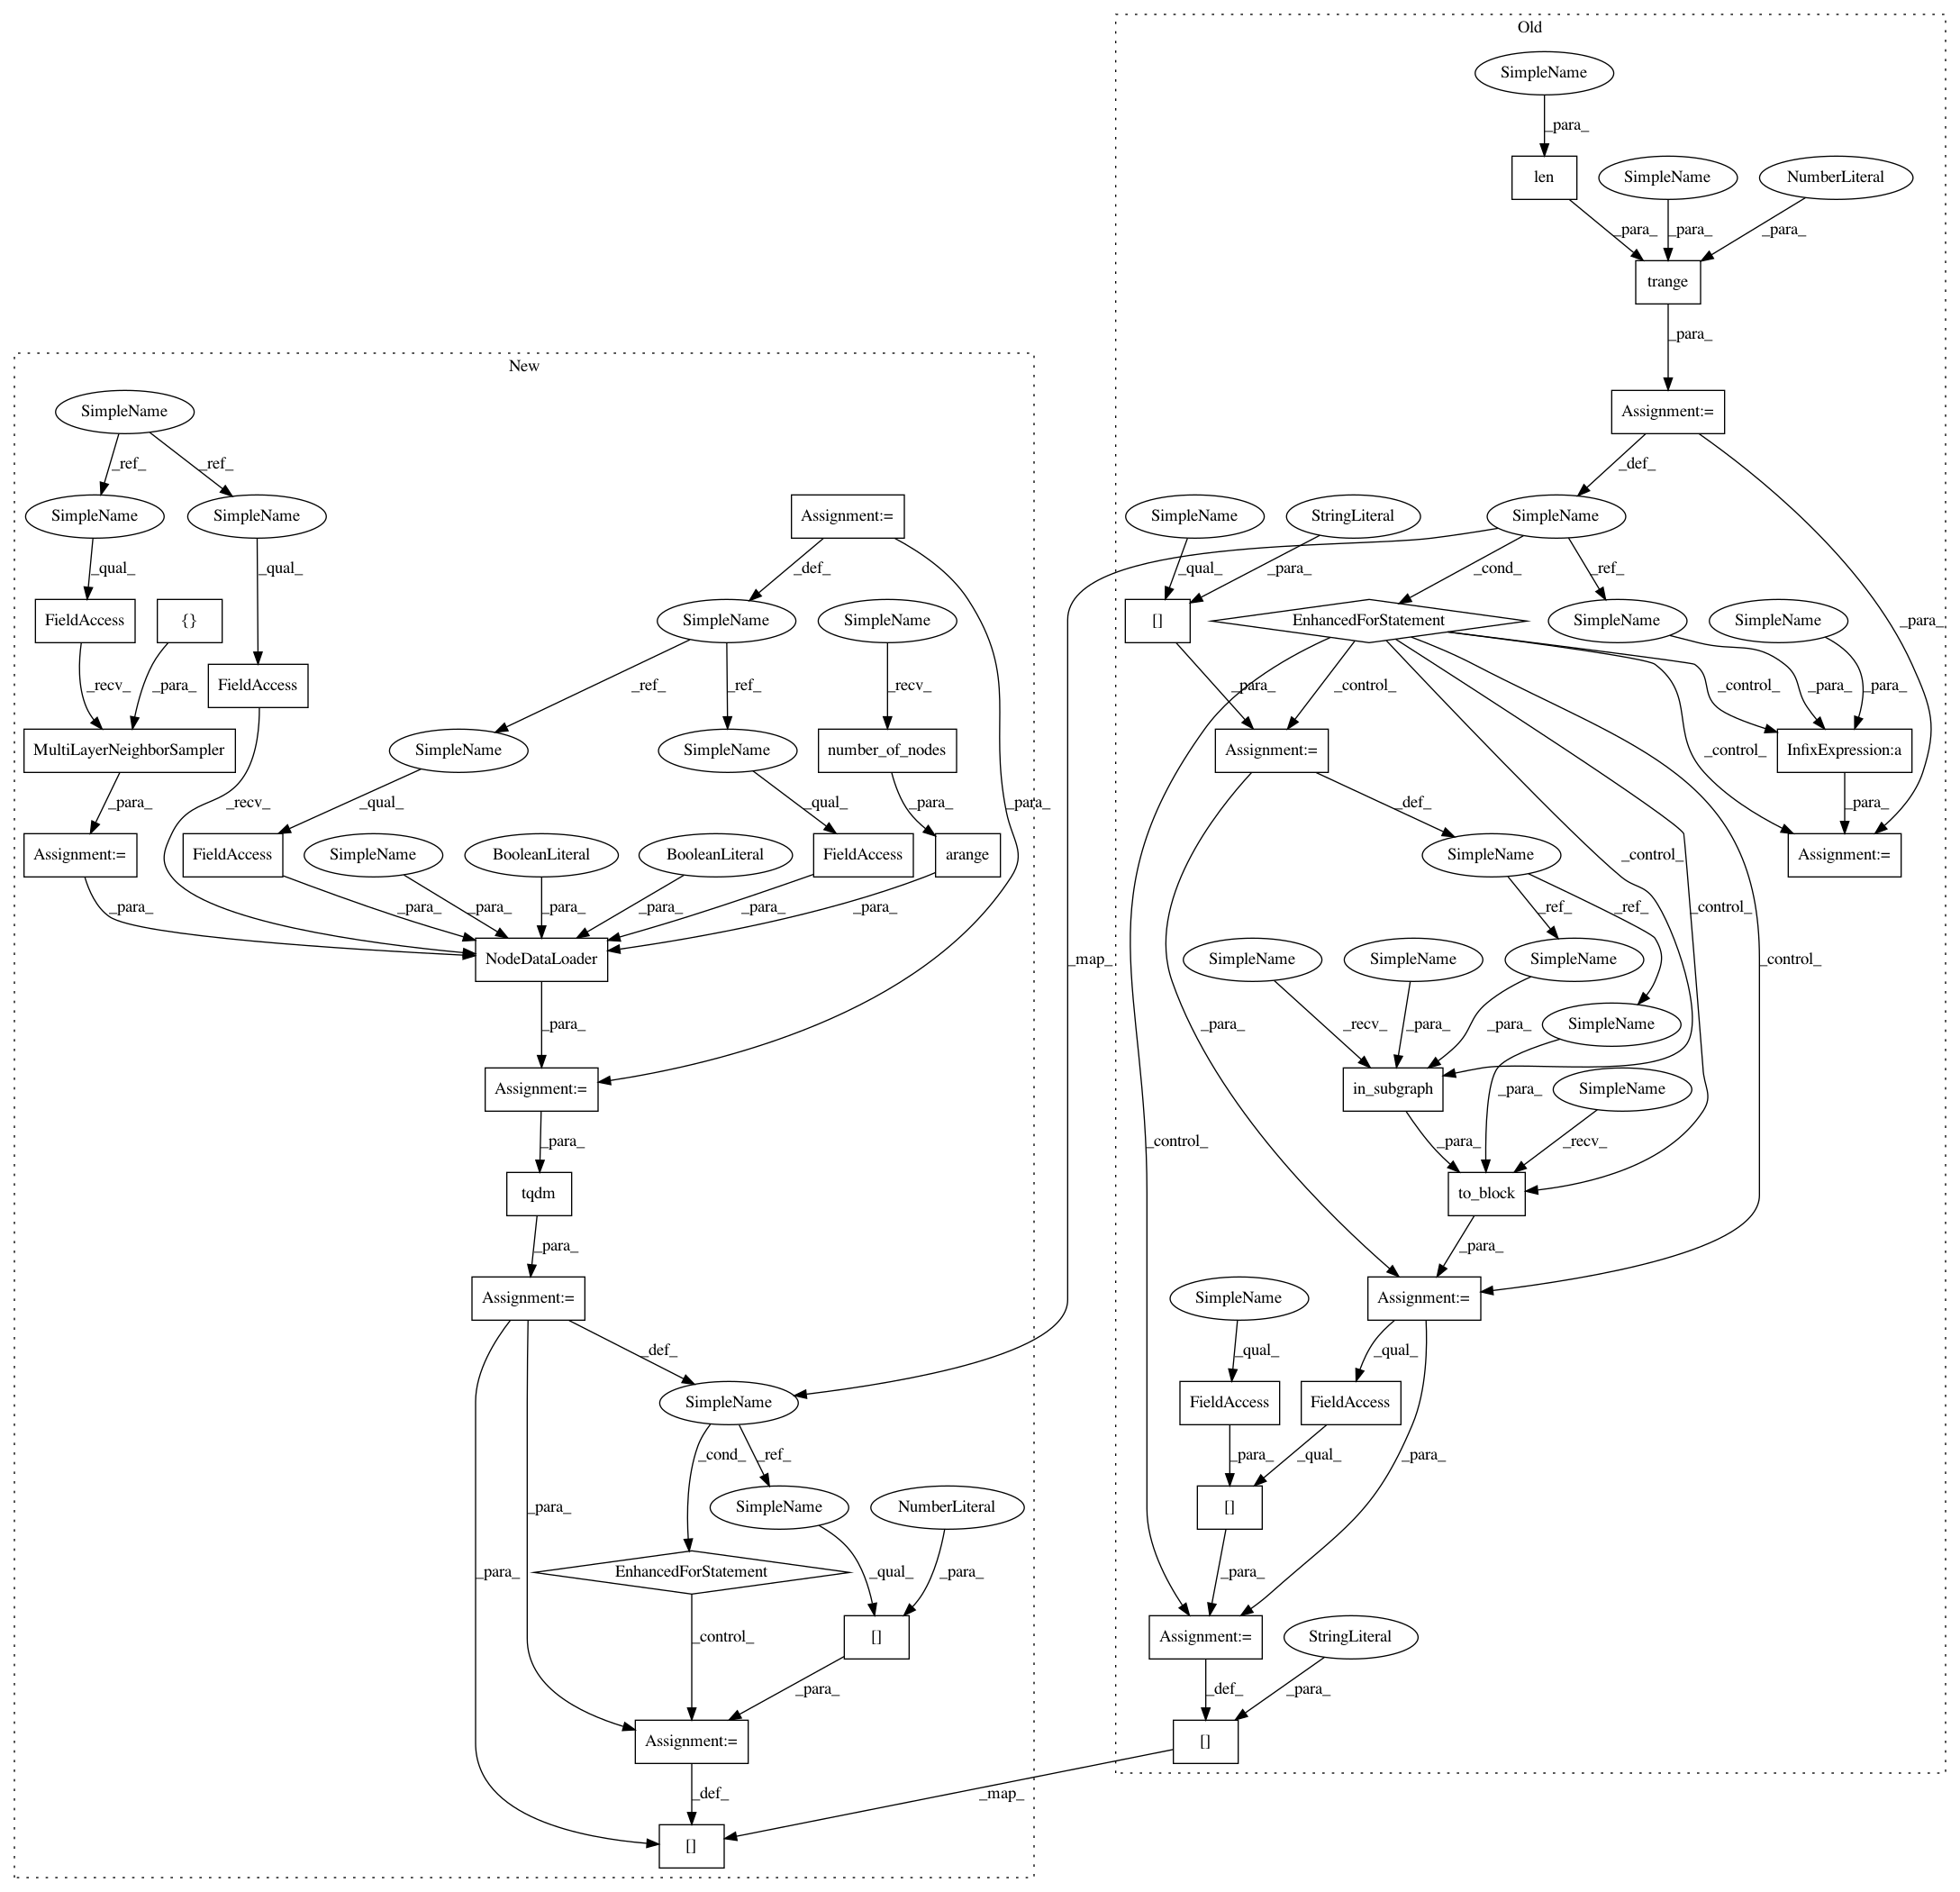 Old
SimpleName
_para_
len
SimpleName
NumberLiteral
_para_
_para_
_para_
trange
_para_
Assignment:=
_def_
_para_
SimpleName
StringLiteral
SimpleName
_qual_
_para_
_cond_
_ref_
[]
EnhancedForStatement
SimpleName
SimpleName
_para_
_control_
_control_
_para_
_para_
_control_
Assignment:=
InfixExpression:a
_def_
_para_
_control_
_control_
_control_
SimpleName
Assignment:=
_ref_
_ref_
SimpleName
SimpleName
SimpleName
_recv_
_para_
_para_
SimpleName
_para_
in_subgraph
SimpleName
_para_
_para_
_recv_
_control_
to_block
_para_
SimpleName
Assignment:=
_qual_
_qual_
FieldAccess
FieldAccess
_para_
_qual_
_para_
[]
_para_
Assignment:=
StringLiteral
_def_
_para_
[]
_map_
_map_
New
SimpleName
_ref_
_ref_
SimpleName
SimpleName
Assignment:=
_qual_
_qual_
_def_
FieldAccess
{}
SimpleName
SimpleName
_recv_
_para_
FieldAccess
_ref_
_ref_
_recv_
MultiLayerNeighborSampler
SimpleName
SimpleName
number_of_nodes
_para_
_recv_
_qual_
_qual_
_para_
_para_
Assignment:=
FieldAccess
SimpleName
BooleanLiteral
BooleanLiteral
FieldAccess
arange
_para_
_para_
_para_
_para_
_para_
_para_
_para_
NodeDataLoader
_para_
Assignment:=
_para_
tqdm
_para_
Assignment:=
_def_
SimpleName
_cond_
_ref_
_para_
_para_
SimpleName
NumberLiteral
EnhancedForStatement
_qual_
_para_
_control_
[]
_para_
Assignment:=
_def_
[]